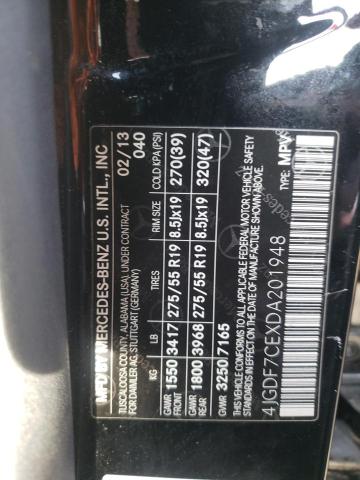 MFD BY MERCEDES-BENZ U.S. INTL., INC
TUSCALOOSA COUNTY, ALABAMA (USA), UNDER CONTRACT 02/13
FOR DAIMLER AG, STUTTGART (GERMANY) 040
KG LB TIRES RIM SIZE COLD KPA (PSI)
GAWR FRONT 1550 3417 275/55 R19 8.5Jx19 270(39)
GAWR REAR 1800 3968 275/55 R19 8.5Jx19 320(47)
GVWR 3250/7165
THIS VEHICLE CONFORMS TO ALL APPLICABLE FEDERAL MOTOR VEHICLE SAFETY
STANDARDS IN EFFECT ON THE DATE OF MANUFACTURE SHOWN ABOVE.
4JGDF7CEXDA201948 TYPE: MPV